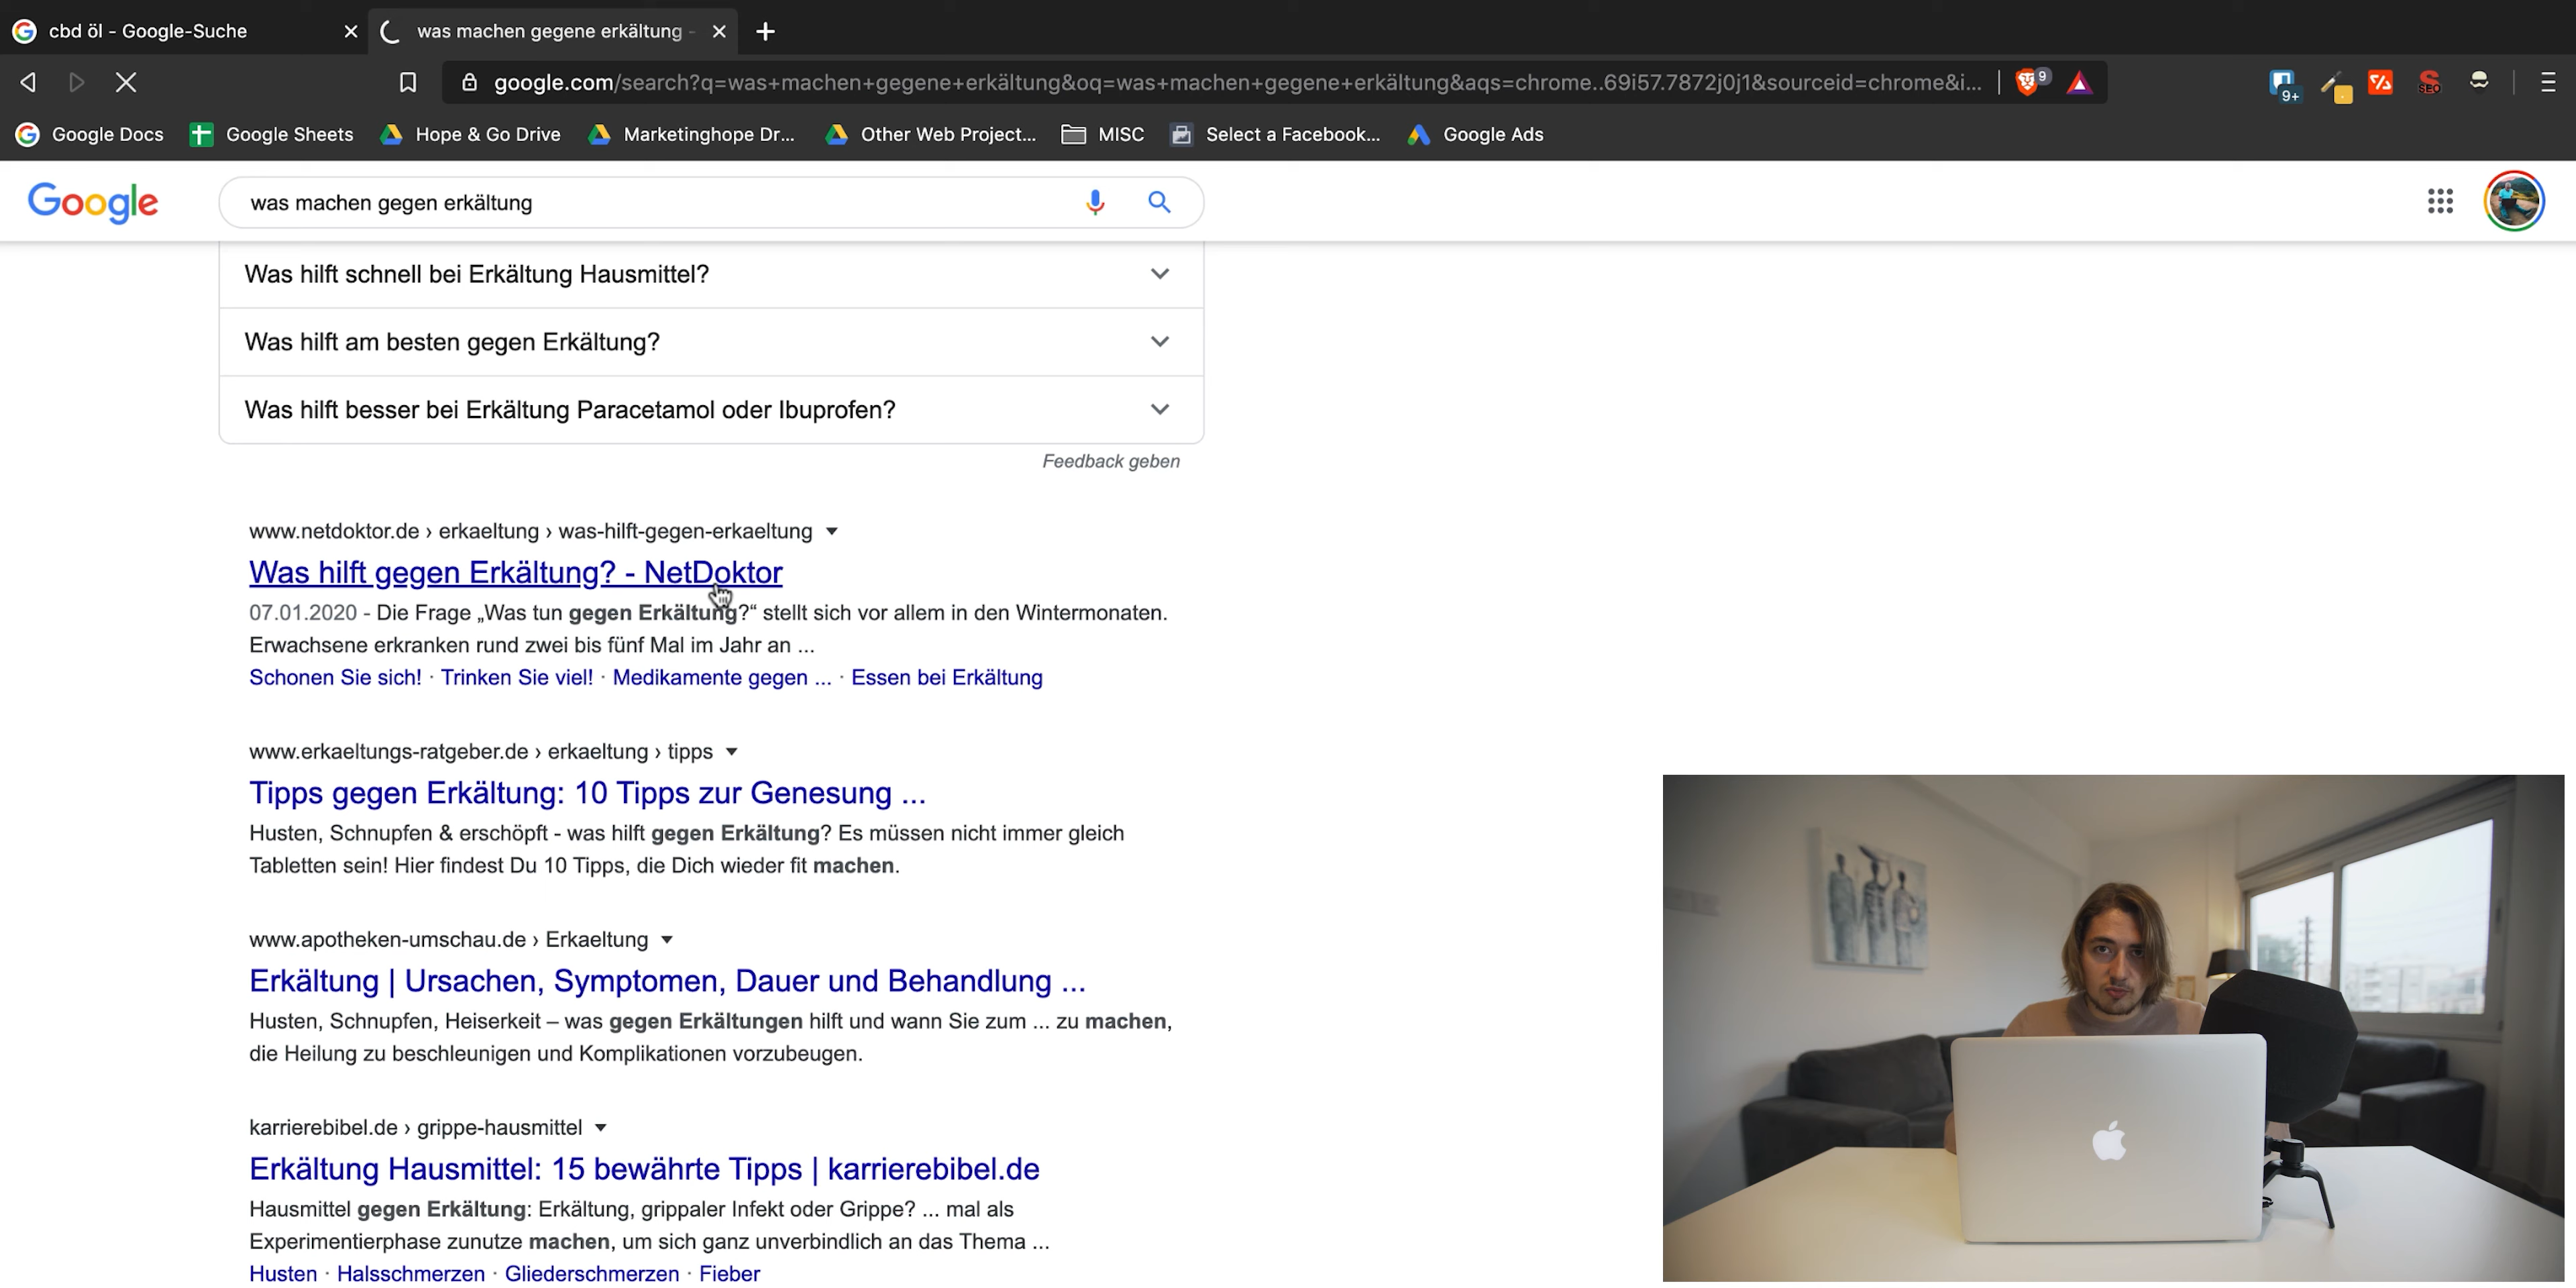 cbd öl - Google-Suche
was machen gegene erkältung -
google.com/search?q=was+machen+gegene+erkältung&oq=was+machen+gegene+erkältung&aqs=chrome..69i57.7872j0j1&sourceid=chrome&i...
9
9+
SEO
Google Docs
Google Sheets
Hope & Go Drive
Marketinghope Dr...
Other Web Project...
MISC
Select a Facebook...
Google Ads
Google
was machen gegen erkältung
Was hilft schnell bei Erkältung Hausmittel?
Was hilft am besten gegen Erkältung?
Was hilft besser bei Erkältung Paracetamol oder Ibuprofen?
Feedback geben
www.netdoktor.de › erkaeltung › was-hilft-gegen-erkaeltung
Was hilft gegen Erkältung? - NetDoktor
07.01.2020 - Die Frage „Was tun gegen Erkältung?“ stellt sich vor allem in den Wintermonaten.
Erwachsene erkranken rund zwei bis fünf Mal im Jahr an ...
Schonen Sie sich! · Trinken Sie viel! · Medikamente gegen ... · Essen bei Erkältung
www.erkaeltungs-ratgeber.de › erkaeltung › tipps
Tipps gegen Erkältung: 10 Tipps zur Genesung ...
Husten, Schnupfen & erschöpft - was hilft gegen Erkältung? Es müssen nicht immer gleich
Tabletten sein! Hier findest Du 10 Tipps, die Dich wieder fit machen.
www.apotheken-umschau.de › Erkaeltung
Erkältung | Ursachen, Symptomen, Dauer und Behandlung ...
Husten, Schnupfen, Heiserkeit – was gegen Erkältungen hilft und wann Sie zum ... zu machen,
die Heilung zu beschleunigen und Komplikationen vorzubeugen.
karrierebibel.de › grippe-hausmittel
Erkältung Hausmittel: 15 bewährte Tipps | karrierebibel.de
Hausmittel gegen Erkältung: Erkältung, grippaler Infekt oder Grippe? ... mal als
Experimentierphase zunutze machen, um sich ganz unverbindlich an das Thema ...
Husten · Halsschmerzen · Gliederschmerzen · Fieber